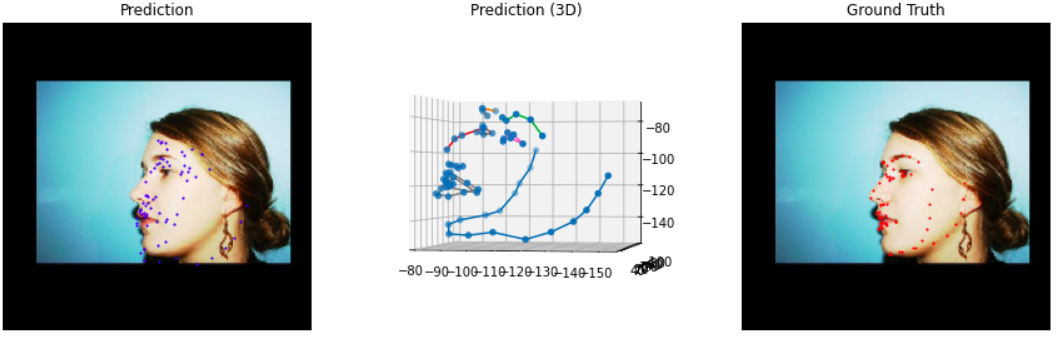 Prediction
Prediction (3D)
Ground Truth
−80
−100
−120
−140
−80 −90 −100 −110 −120 −130 −140 −150